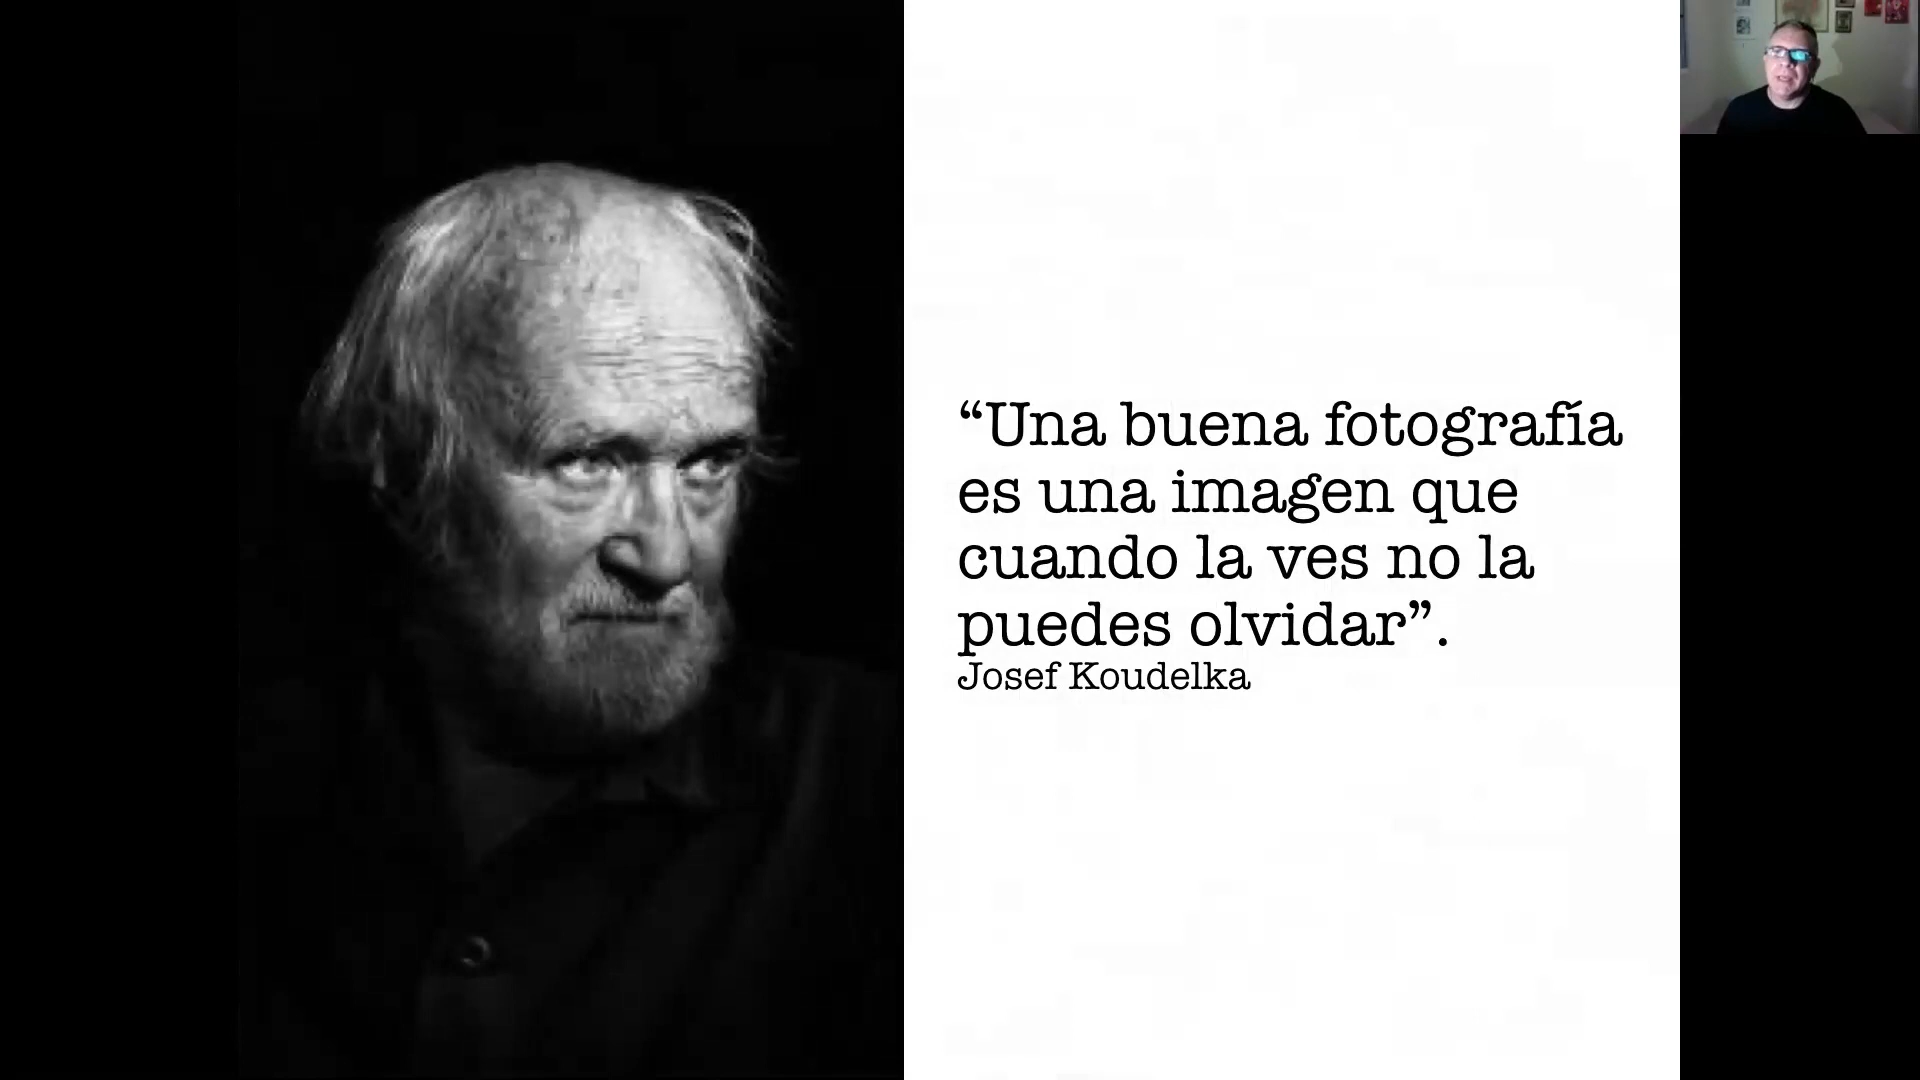 “Una buena fotografía
es una imagen que
cuando la ves no la
puedes olvidar”.
Josef Koudelka